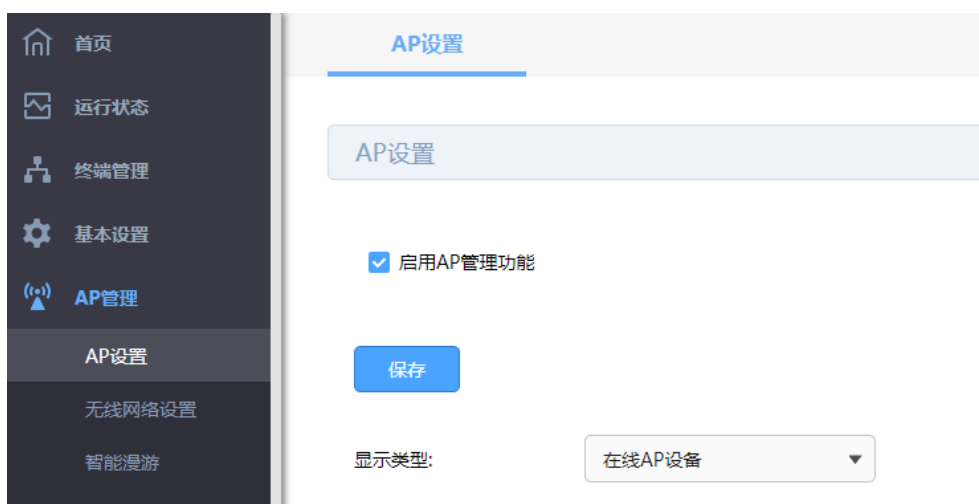 首页
运行状态
终端管理
基本设置
AP管理
AP设置
无线网络设置
智能漫游
AP设置
AP设置
启用AP管理功能
保存
显示类型: 在线AP设备